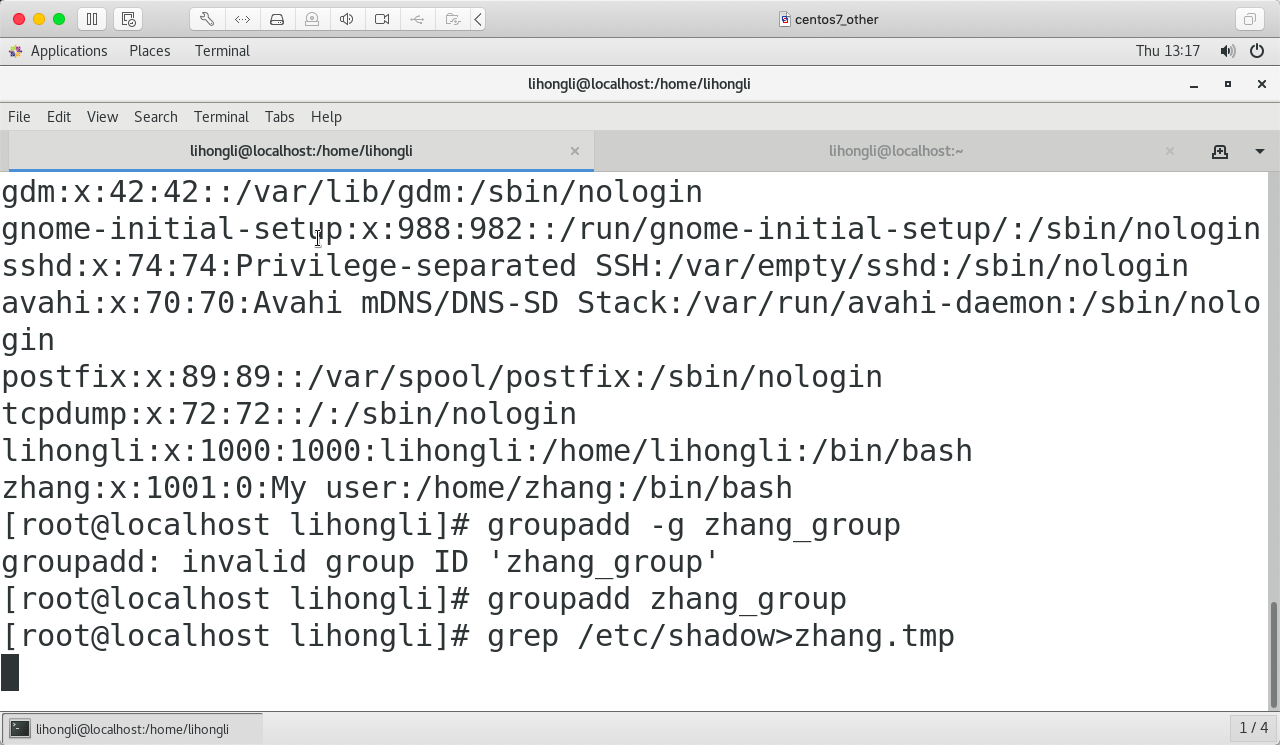 centos7_other
Applications Places Terminal Thu 13:17
lihongli@localhost:/home/lihongli
File Edit View Search Terminal Tabs Help
lihongli@localhost:/home/lihongli lihongli@localhost:~
gdm:x:42:42::/var/lib/gdm:/sbin/nologin
gnome-initial-setup:x:988:982::/run/gnome-initial-setup/:/sbin/nologin
sshd:x:74:74:Privilege-separated SSH:/var/empty/sshd:/sbin/nologin
avahi:x:70:70:Avahi mDNS/DNS-SD Stack:/var/run/avahi-daemon:/sbin/nolo
gin
postfix:x:89:89::/var/spool/postfix:/sbin/nologin
tcpdump:x:72:72::/:/sbin/nologin
lihongli:x:1000:1000:lihongli:/home/lihongli:/bin/bash
zhang:x:1001:0:My user:/home/zhang:/bin/bash
[root@localhost lihongli]# groupadd -g zhang_group
groupadd: invalid group ID 'zhang_group'
[root@localhost lihongli]# groupadd zhang_group
[root@localhost lihongli]# grep /etc/shadow>zhang.tmp
lihongli@localhost:/home/lihongli 1 / 4